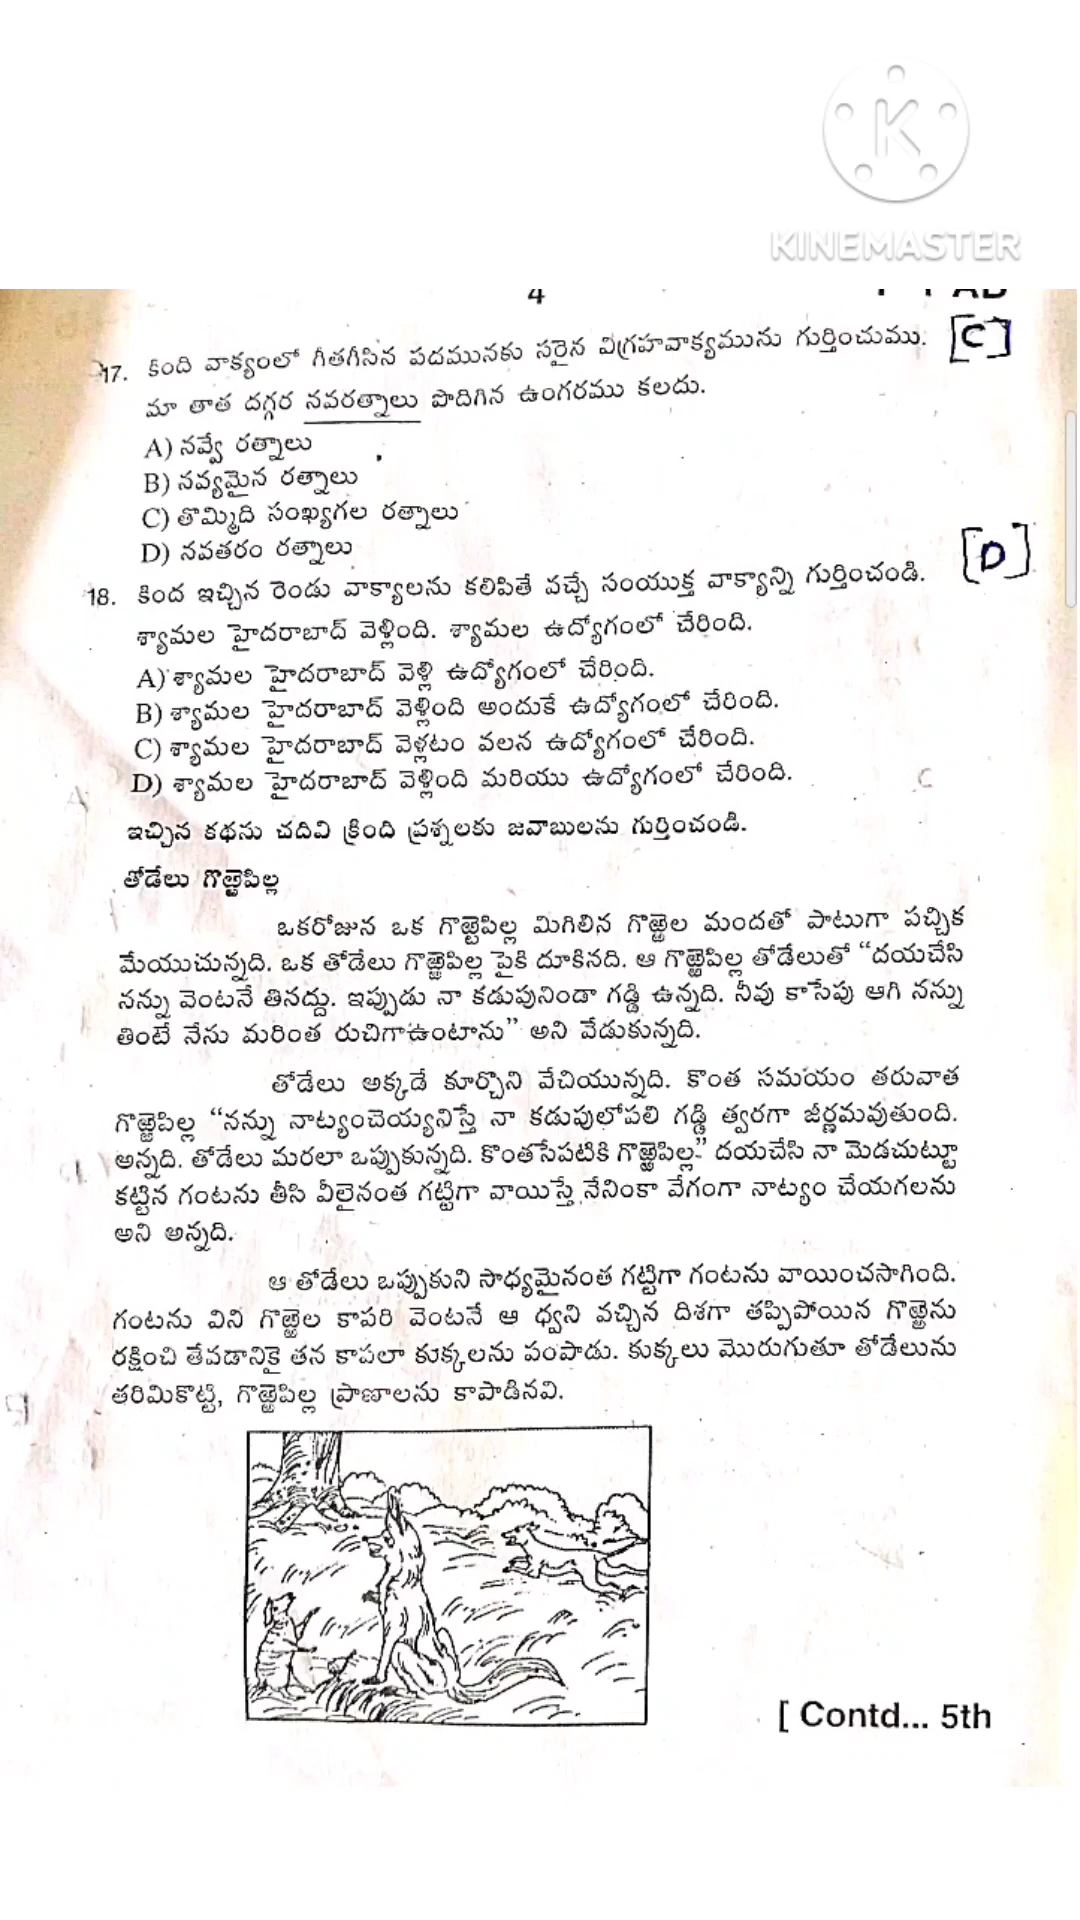 K
KINEMASTER
4
[C]
17. కింది వాక్యంలో గీతగీసిన పదమునకు సరైన విగ్రహవాక్యమును గుర్తించుము.
మా తాత దగ్గర నవరత్నాలు పొదిగిన ఉంగరము కలదు.
A) నవ్వే రత్నాలు
B) నవ్యమైన రత్నాలు
C) తొమ్మిది సంఖ్యగల రత్నాలు
D) నవతరం రత్నాలు
[D]
18. కింద ఇచ్చిన రెండు వాక్యాలను కలిపితే వచ్చే సంయుక్త వాక్యాన్ని గుర్తించండి.
శ్యామల హైదరాబాద్ వెళ్లింది. శ్యామల ఉద్యోగంలో చేరింది.
A) శ్యామల హైదరాబాద్ వెళ్లి ఉద్యోగంలో చేరింది.
B) శ్యామల హైదరాబాద్ వెళ్లింది అందుకే ఉద్యోగంలో చేరింది.
C) శ్యామల హైదరాబాద్ వెళ్లటం వలన ఉద్యోగంలో చేరింది.
D) శ్యామల హైదరాబాద్ వెళ్లింది మరియు ఉద్యోగంలో చేరింది.
ఇచ్చిన కథను చదివి క్రింది ప్రశ్నలకు జవాబులను గుర్తించండి.
తోడేలు గొఱ్ఱెపిల్ల
ఒకరోజున ఒక గొఱ్ఱెపిల్ల మిగిలిన గొఱ్ఱెల మందతో పాటుగా పచ్చిక
మేయుచున్నది. ఒక తోడేలు గొఱ్ఱెపిల్ల పైకి దూకినది. ఆ గొఱ్ఱెపిల్ల తోడేలుతో “దయచేసి
నన్ను వెంటనే తినద్దు. ఇప్పుడు నా కడుపునిండా గడ్డి ఉన్నది. నీవు కాసేపు ఆగి నన్ను
తింటే నేను మరింత రుచిగాఉంటాను” అని వేడుకున్నది.
తోడేలు అక్కడే కూర్చొని వేచియున్నది. కొంత సమయం తరువాత
గొఱ్ఱెపిల్ల “నన్ను నాట్యంచెయ్యనిస్తే నా కడుపులోపలి గడ్డి త్వరగా జీర్ణమవుతుంది.
అన్నది. తోడేలు మరలా ఒప్పుకున్నది. కొంతసేపటికి గొఱ్ఱెపిల్ల” దయచేసి నా మెడచుట్టూ
కట్టిన గంటను తీసి వీలైనంత గట్టిగా వాయిస్తే నేనింకా వేగంగా నాట్యం చేయగలను
అని అన్నది.
ఆ తోడేలు ఒప్పుకుని సాధ్యమైనంత గట్టిగా గంటను వాయించసాగింది.
గంటను విని గొఱ్ఱెల కాపరి వెంటనే ఆ ధ్వని వచ్చిన దిశగా తప్పిపోయిన గొఱ్ఱెను
రక్షించి తేవడానికై తన కాపలా కుక్కలను పంపాడు. కుక్కలు మొరుగుతూ తోడేలును
తరిమికొట్టి, గొఱ్ఱెపిల్ల ప్రాణాలను కాపాడినవి.
[ Contd... 5th